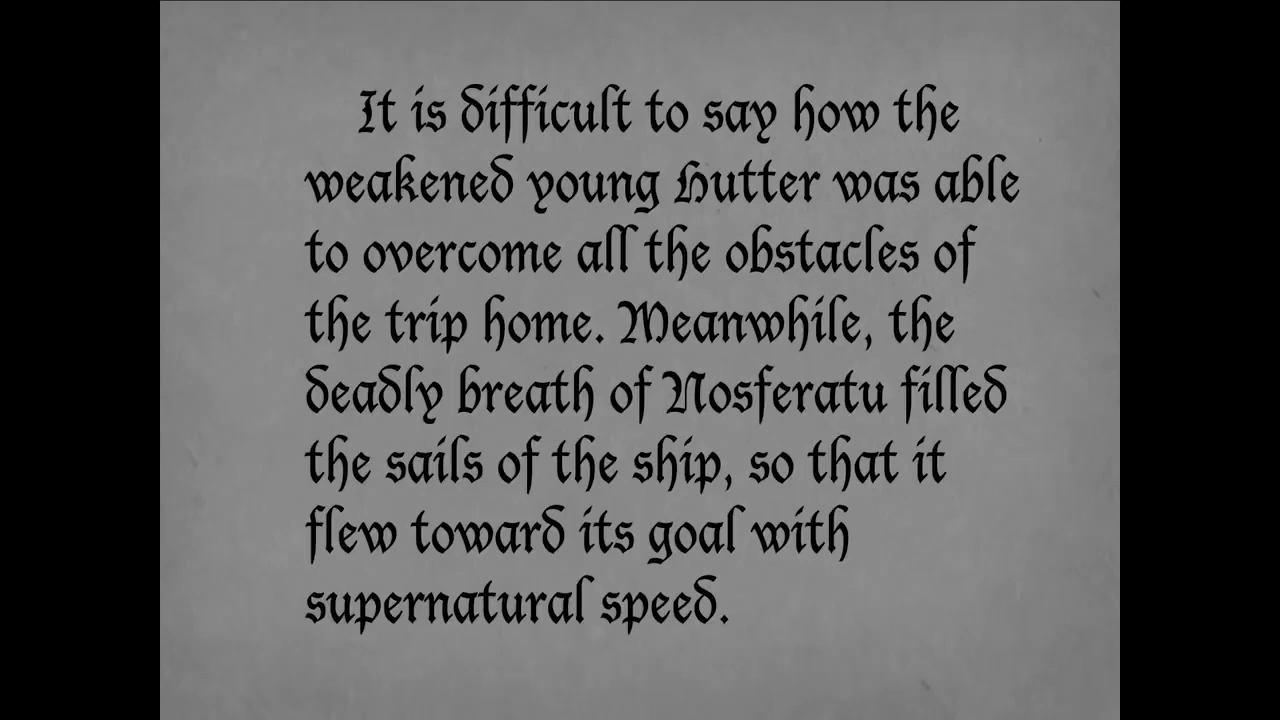 It is difficult to say how the
weakened young Hutter was able
to overcome all the obstacles of
the trip home. Meanwhile, the
deadly breath of Nosferatu filled
the sails of the ship, so that it
flew toward its goal with
supernatural speed.